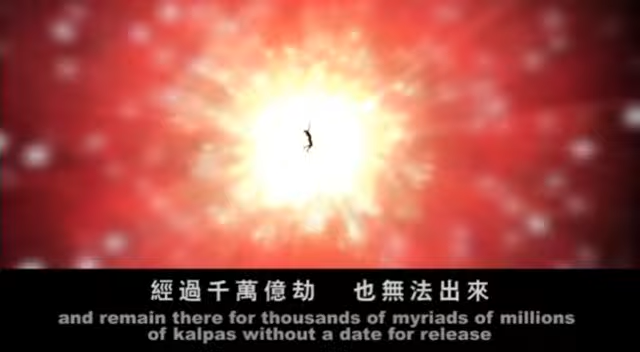 經過千萬億劫 也無法出來
and remain there for thousands of myriads of millions
of kalpas without a date for release